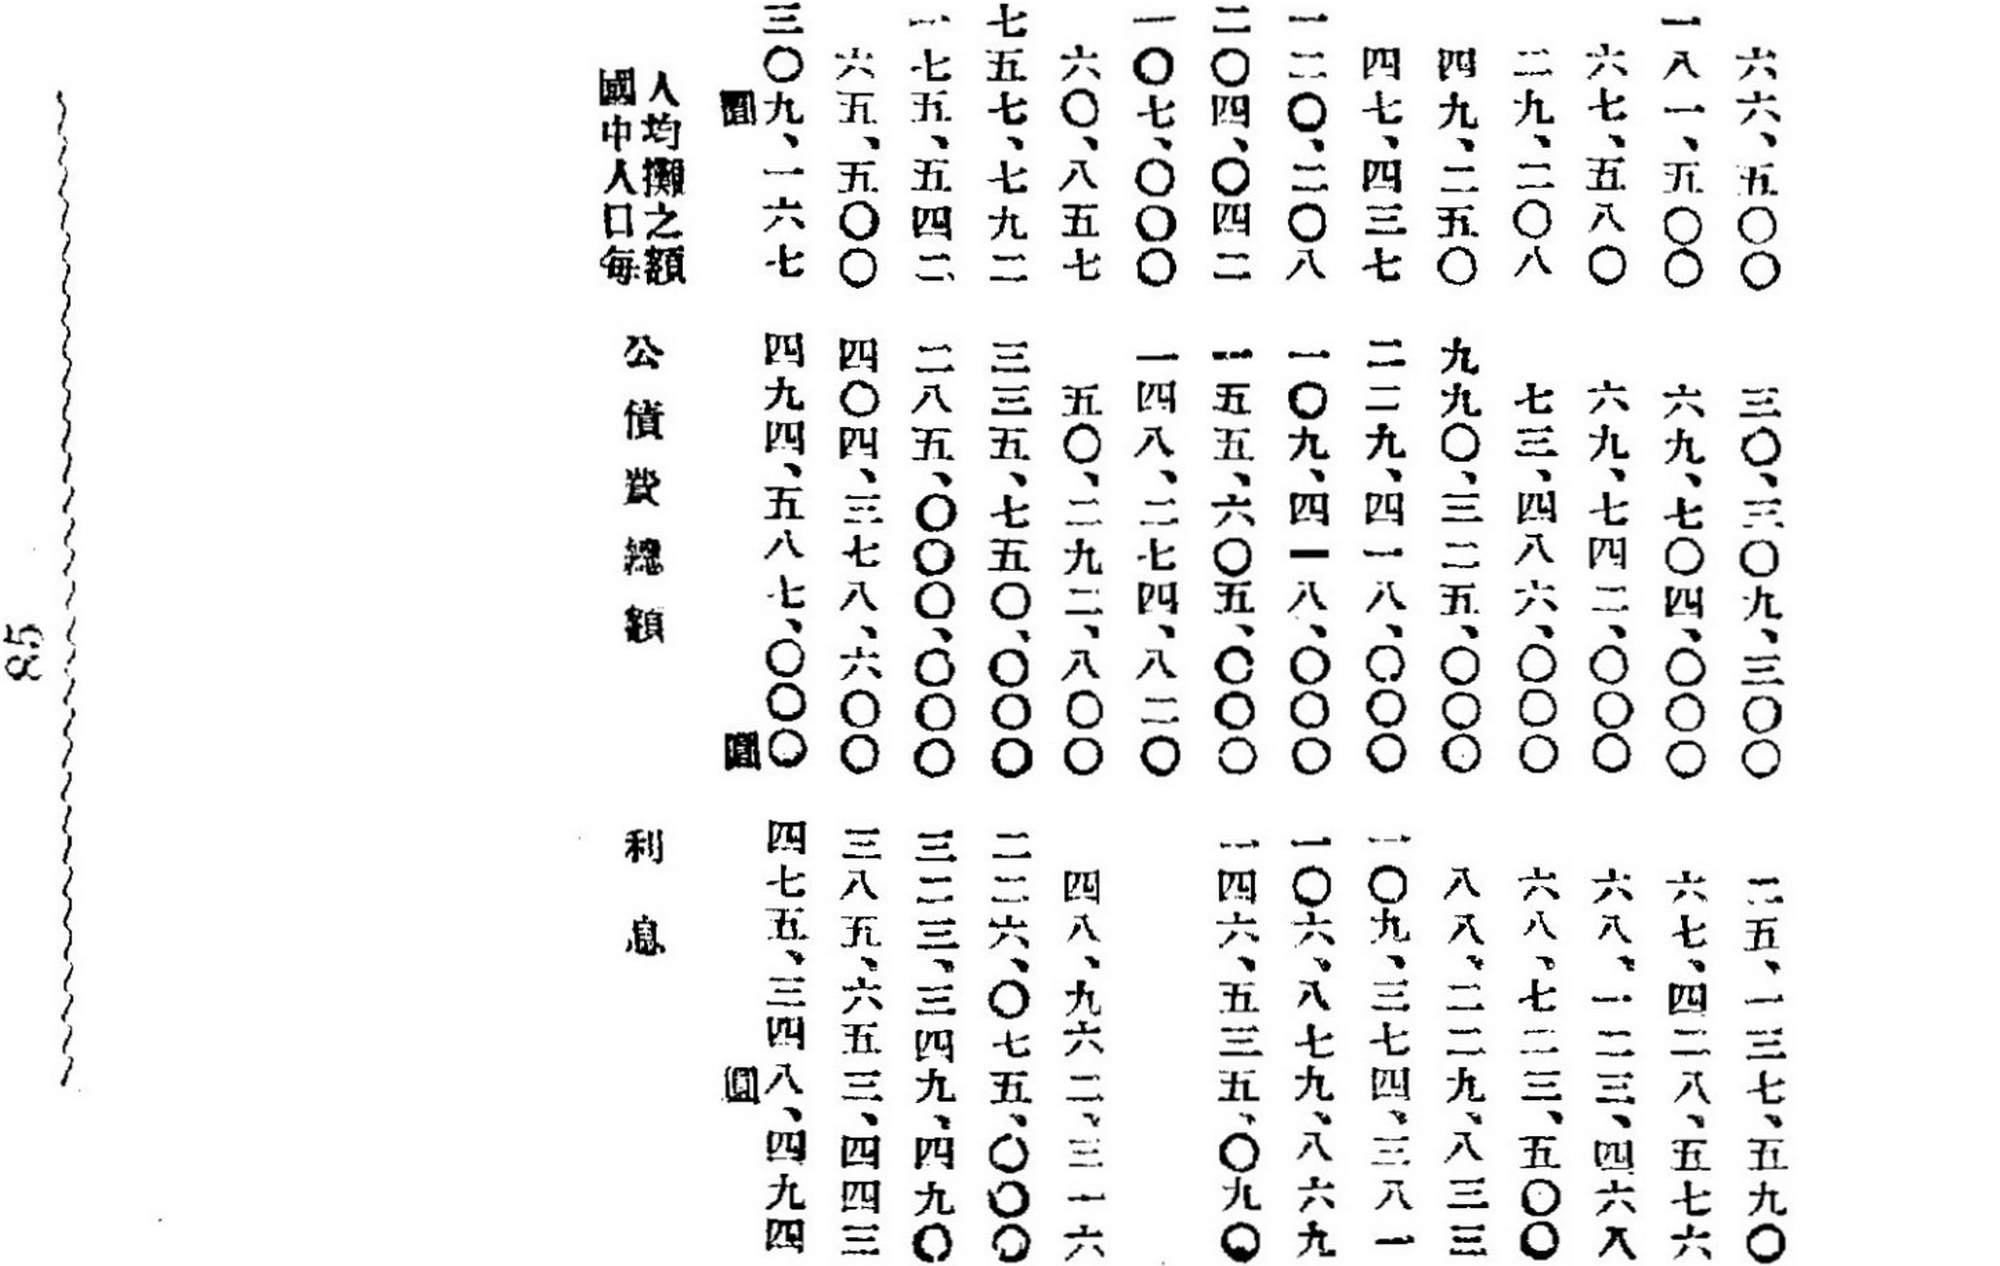 85
國中人口每
人均攤之額
公債費總額
利息
圓
圓
圓
三〇九、一六七
四九四、五八七、〇〇〇
四七五、三四八、四九四
六五、五〇〇
四〇四、三七八、六〇〇
三八五、六五三、四四三
一七五、五四二
二八五、〇〇〇、〇〇〇
三二三、三四九、四九〇
七五七、七九二
三三五、七五〇、〇〇〇
二二六、〇七五、〇〇〇
六〇、八五七
五〇、二九二、八〇〇
四八、九六二、三一六
一〇七、〇〇〇
一四八、二七四、八二〇
二〇四、〇四二
一五五、六〇五、〇〇〇
一四六、五三五、〇九〇
一二〇、二〇八
一〇九、四一八、〇〇〇
一〇六、八七九、八六九
四七、四三七
二二九、四一八、〇〇〇
一〇九、三七四、三八一
四九、二五〇
九九〇、三二五、〇〇〇
八八、二二九、八三三
二九、二〇八
七三、四八六、〇〇〇
六八、七二三、五〇〇
六七、五八〇
六九、七四二、〇〇〇
六八、一二三、四六八
一八一、五〇〇
六九、七〇四、〇〇〇
六七、四二八、五七六
六六、五〇〇
三〇、三〇九、三〇〇
二五、一三七、五九〇